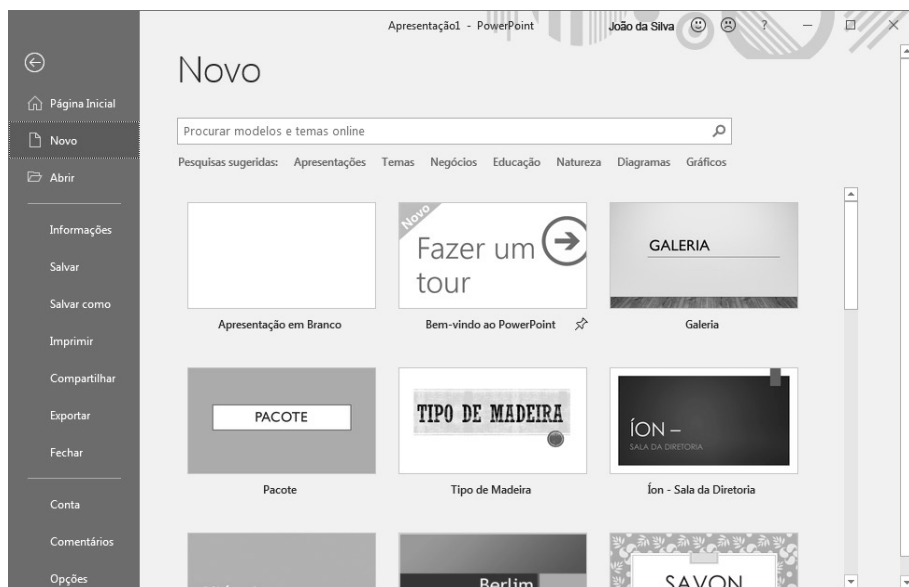 Apresentação1 - PowerPoint
João da Silva
?
Novo
Página Inicial
Novo
Abrir
Informações
Salvar
Salvar como
Imprimir
Compartilhar
Exportar
Fechar
Conta
Comentários
Opções
Procurar modelos e temas online
Pesquisas sugeridas: Apresentações Temas Negócios Educação Natureza Diagramas Gráficos
Apresentação em Branco
Novo
Fazer um
tour
Bem-vindo ao PowerPoint
GALERIA
Galeria
PACOTE
Pacote
TIPO DE MADEIRA
Tipo de Madeira
ÍON –
SALA DA DIRETORIA
Íon - Sala da Diretoria
Berlim
SAVON